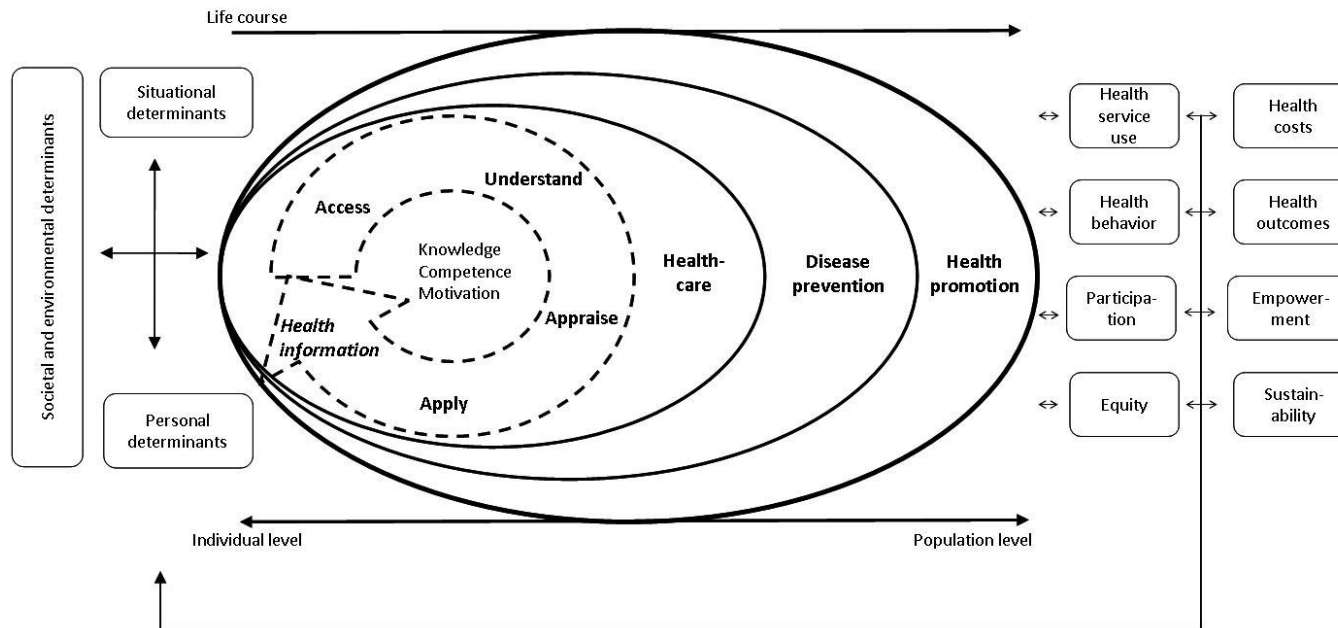 Life course
Societal and environmental determinants
Situational
determinants
Personal
determinants
Access
Understand
Knowledge
Competence
Motivation
Appraise
Health
information
Apply
Health-
care
Disease
prevention
Health
promotion
Individual level
Population level
Health
service
use
Health
costs
Health
behavior
Health
outcomes
Participa-
tion
Empower-
ment
Equity
Sustain-
ability